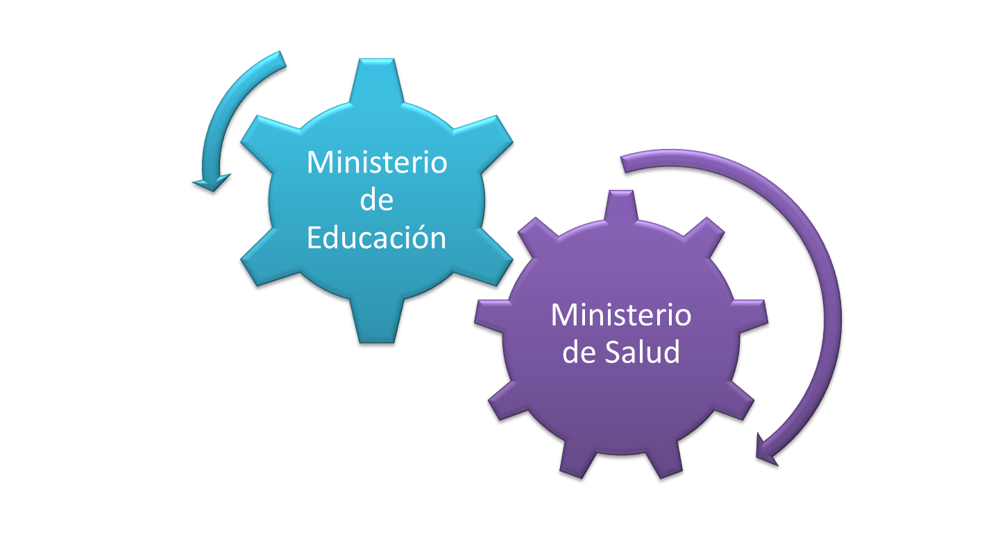 Ministerio
de
Educación
Ministerio
de Salud